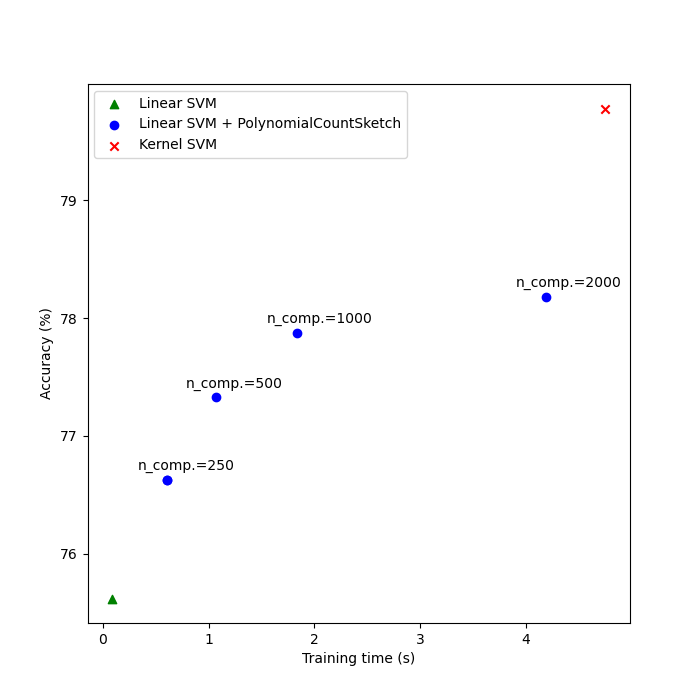 Linear SVM
Linear SVM + PolynomialCountSketch
Kernel SVM
79
n_comp.=2000
78
n_comp.=1000
n_comp.=500
77
n_comp.=250
76
Accuracy (%)
0 1 2 3 4
Training time (s)